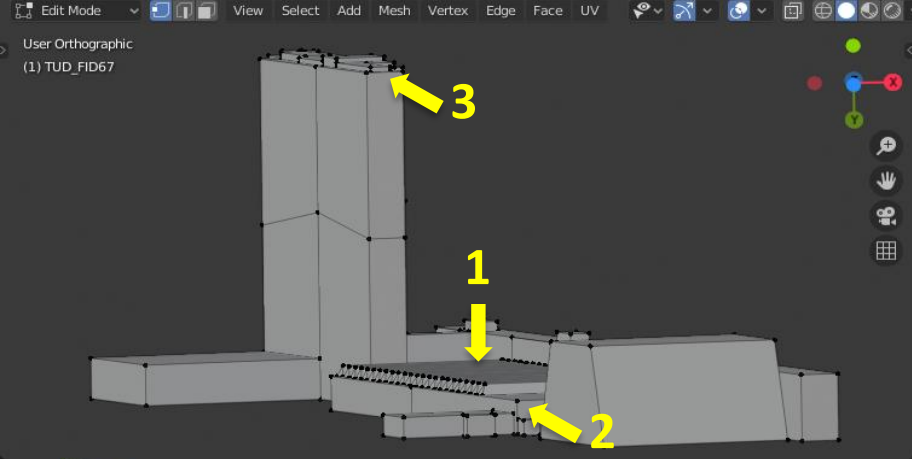 Edit Mode View Select Add Mesh Vertex Edge Face UV
User Orthographic
(1) TUD_FID67
X
Y
3
1
2